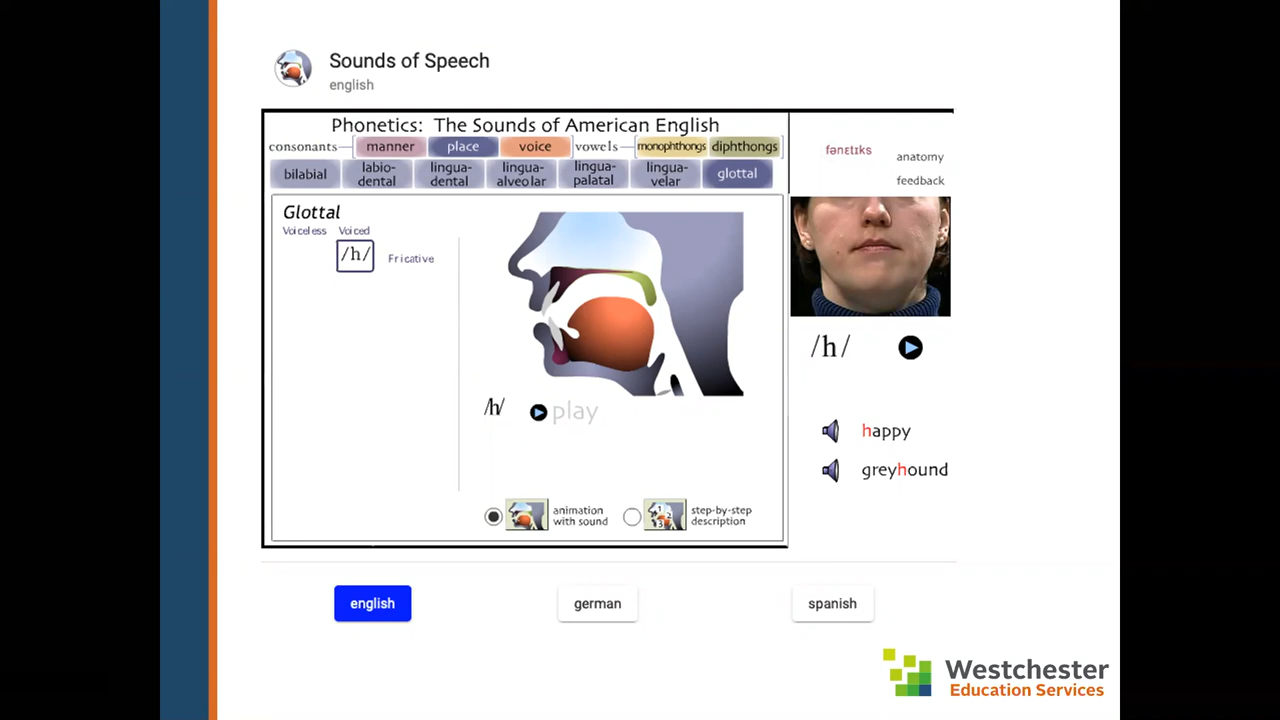 Sounds of Speech
english
Phonetics: The Sounds of American English
consonants manner place voice vowels monophthongs diphthongs
bilabial labio-dental lingua-dental lingua-alveolar lingua-palatal lingua-velar glottal
Glottal
Voiceless Voiced
/h/ Fricative
/h/ play
animation with sound
step-by-step description
fənɛtɪks
anatomy
feedback
/h/
happy
greyhound
english german spanish
Westchester
Education Services